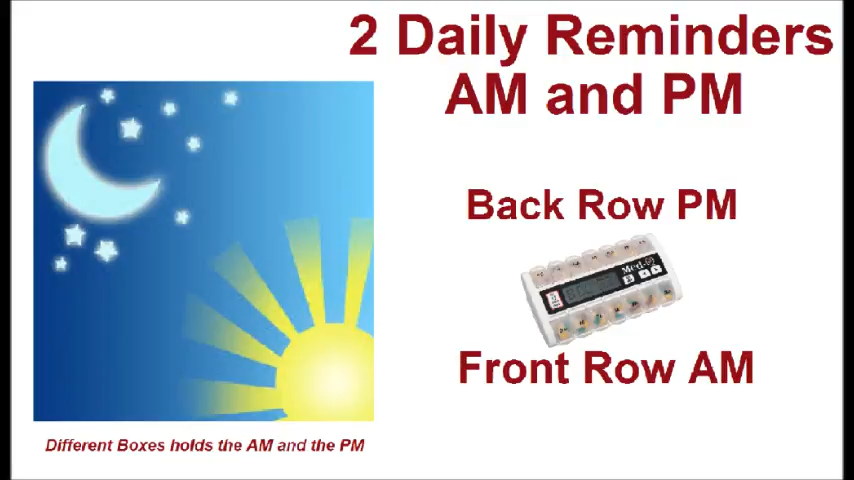 2 Daily Reminders
AM and PM
Back Row PM
Med-Q
Front Row AM
Different Boxes holds the AM and the PM